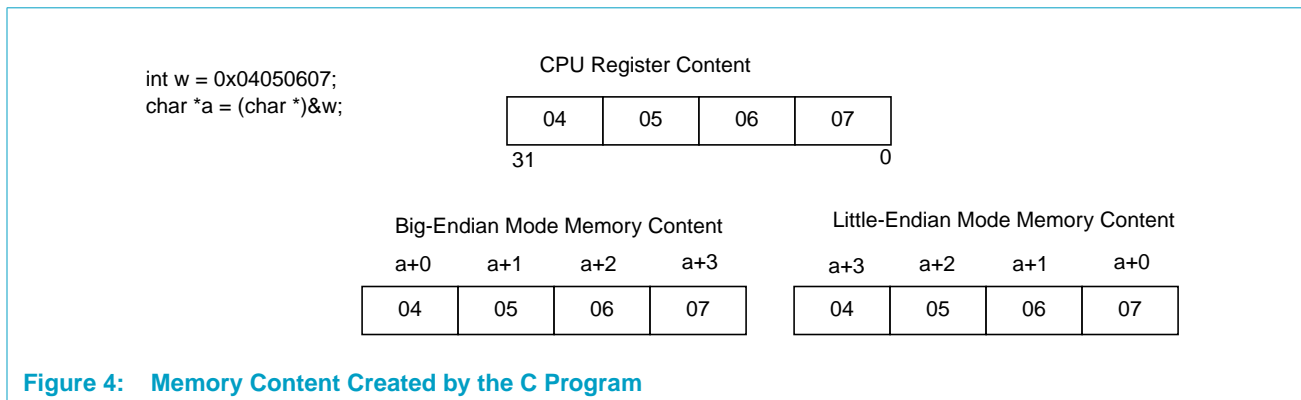 int w = 0x04050607;
char *a = (char *)&w;
CPU Register Content
04 05 06 07
31 0
Big-Endian Mode Memory Content
a+0 a+1 a+2 a+3
04 05 06 07
Little-Endian Mode Memory Content
a+3 a+2 a+1 a+0
04 05 06 07
Figure 4: Memory Content Created by the C Program